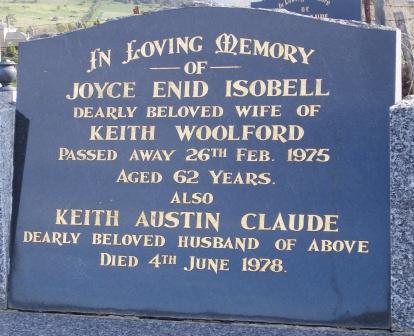 In Loving Memory
OF
JOYCE ENID ISOBELL
DEARLY BELOVED WIFE OF
KEITH WOOLFORD
PASSED AWAY 26TH FEB. 1975
AGED 62 YEARS.
ALSO
KEITH AUSTIN CLAUDE
DEARLY BELOVED HUSBAND OF ABOVE
DIED 4TH JUNE 1978.